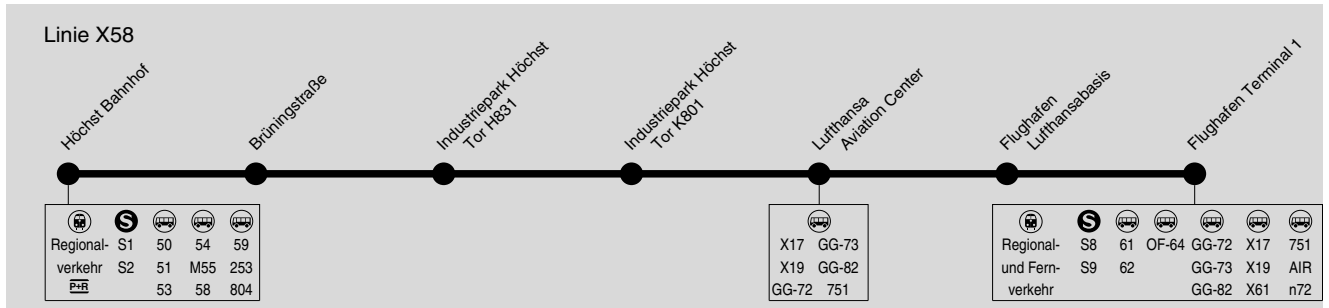 Linie X58
Höchst Bahnhof
Brüningstraße
Industriepark Höchst
Tor H831
Industriepark Höchst
Tor K801
Lufthansa
Aviation Center
Flughafen
Lufthansabasis
Flughafen Terminal 1
S
Regional- S1 50 54 59
verkehr S2 51 M55 253
P+R 53 58 804
X17 GG-73
X19 GG-82
GG-72 751
S
Regional- S8 61 OF-64 GG-72 X17 751
und Fern- S9 62 GG-73 X19 AIR
verkehr GG-82 X61 n72